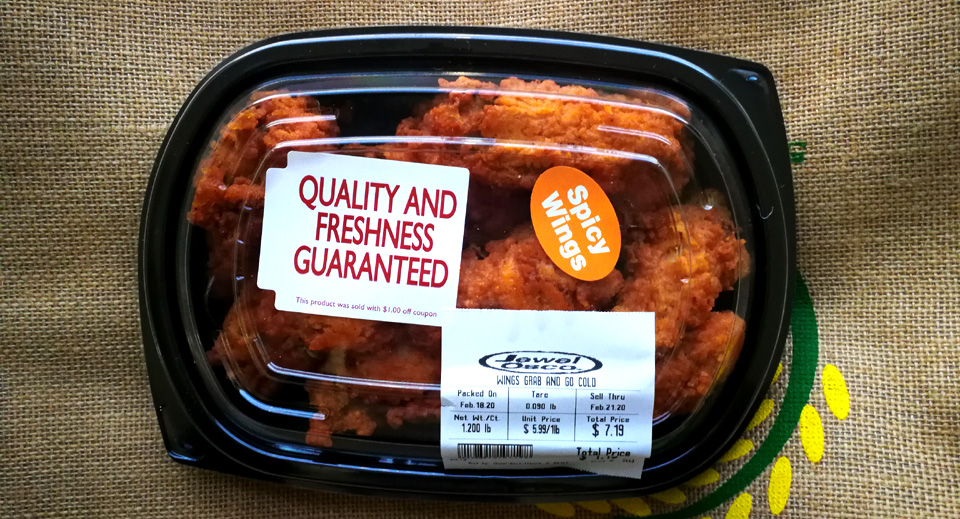 QUALITY AND
FRESHNESS
GUARANTEED
This product was sold with $1.00 off coupon
Spicy
Wings
Jewel
Osco.
WINGS GRAB AND GO COLD
Packed On Tare Sell Thru
Feb.18.20 0.090 lb Feb.21.20
Net Wt./Ct. Unit Price Total Price
1.200 lb $ 5.99/lb $ 7.19
Total Price